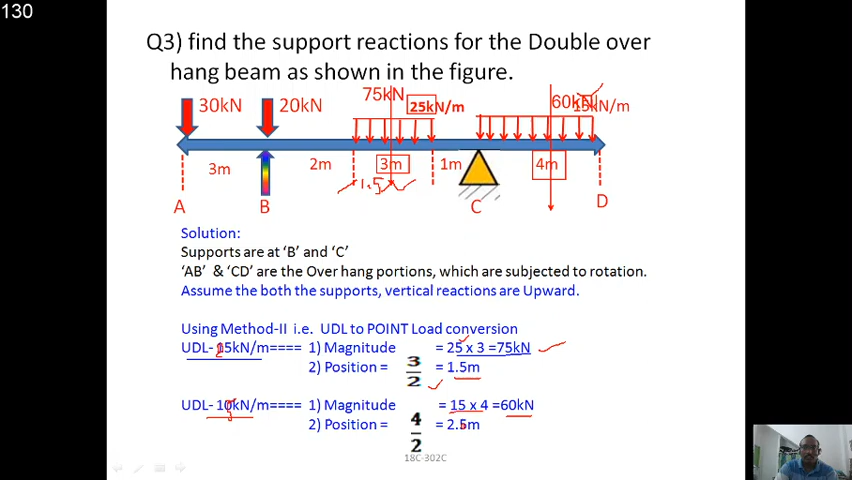 130
Q3) find the support reactions for the Double over
hang beam as shown in the figure.
30kN 20kN 75kN 25kN/m 60kN 15kN/m
3m 2m 3m 1m 4m
1.5
A B C D
Solution:
Supports are at ‘B’ and ‘C’
‘AB’ & ‘CD’ are the Over hang portions, which are subjected to rotation.
Assume the both the supports, vertical reactions are Upward.
Using Method-II i.e. UDL to POINT Load conversion
UDL- 25kN/m==== 1) Magnitude = 25 x 3 =75kN
2) Position = 3/2 = 1.5m
UDL- 15kN/m==== 1) Magnitude = 15 x 4 =60kN
2) Position = 4/2 = 2.5m
18C-302C